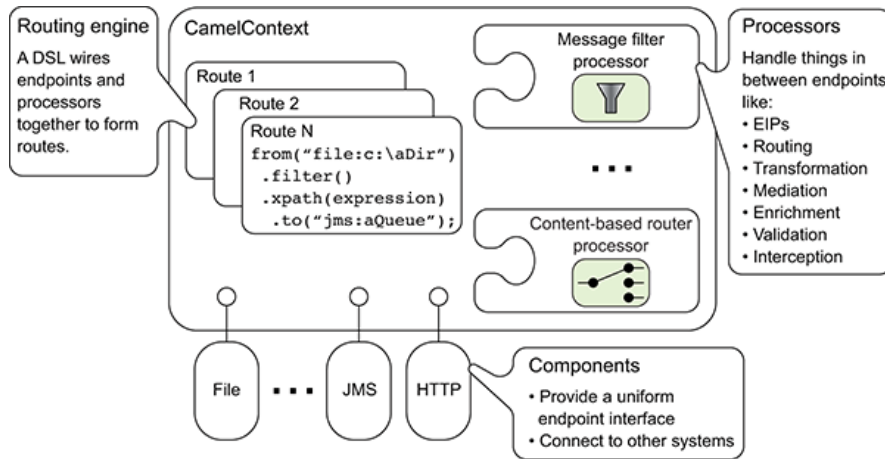 Routing engine
A DSL wires
endpoints and
processors
together to form
routes.
CamelContext
Route 1
Route 2
Route N
from(“file:c:\aDir”)
.filter()
.xpath(expression)
.to(“jms:aQueue”);
Message filter
processor
Content-based router
processor
Processors
Handle things in
between endpoints
like:
• EIPs
• Routing
• Transformation
• Mediation
• Enrichment
• Validation
• Interception
File
JMS
HTTP
Components
• Provide a uniform
endpoint interface
• Connect to other systems